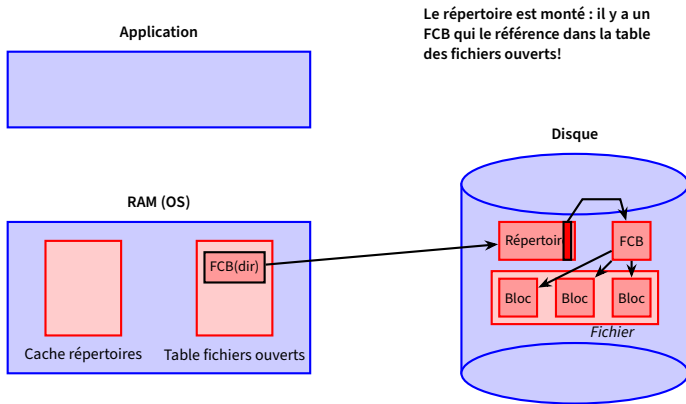 Le répertoire est monté : il y a un
FCB qui le référence dans la table
des fichiers ouverts!
Application
Disque
RAM (OS)
Répertoir
FCB
FCB(dir)
Bloc
Bloc
Bloc
Fichier
Cache répertoires
Table fichiers ouverts